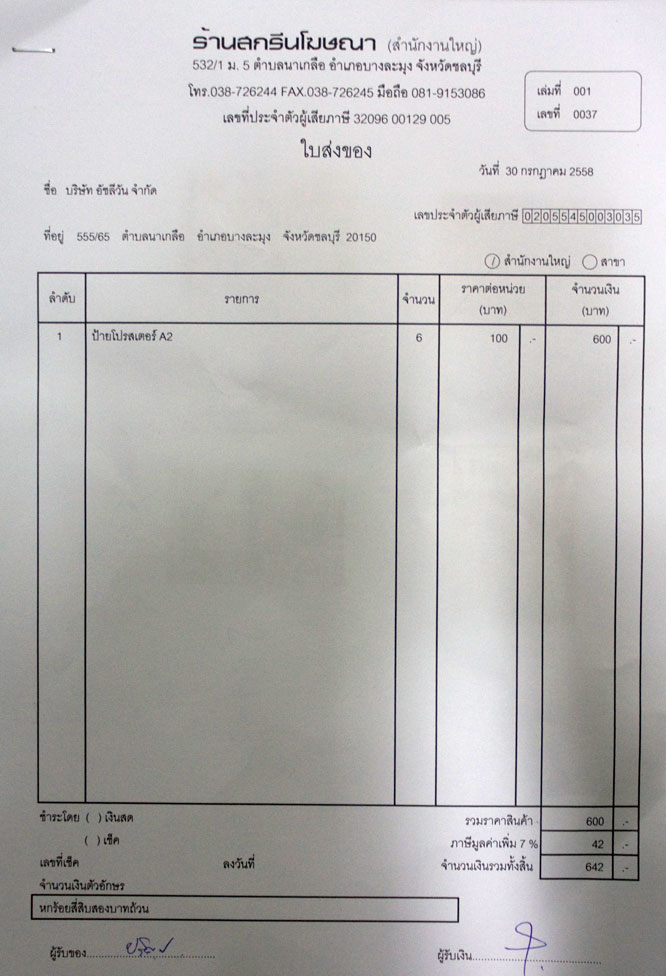 ร้านสกรีนโฆษณา (สำนักงานใหญ่)
532/1 ม. 5 ตำบลนาเกลือ อำเภอบางละมุง จังหวัดชลบุรี
โทร.038-726244 FAX.038-726245 มือถือ 081-9153086
เลขที่ประจำตัวผู้เสียภาษี 32096 00129 005
เล่มที่ 001
เลขที่ 0037
ใบส่งของ
วันที่ 30 กรกฎาคม 2558
ชื่อ บริษัท อัชลีวัน จำกัด
เลขประจำตัวผู้เสียภาษี 0205545003035
ที่อยู่ 555/65 ตำบลนาเกลือ อำเภอบางละมุง จังหวัดชลบุรี 20150
(/) สำนักงานใหญ่ ○ สาขา
ลำดับ รายการ จำนวน ราคาต่อหน่วย (บาท) จำนวนเงิน (บาท)
1 ป้ายโปรสเตอร์ A2 6 100 .- 600 .-
ชำระโดย ( ) เงินสด รวมราคาสินค้า 600 .-
( ) เช็ค ภาษีมูลค่าเพิ่ม 7 % 42 .-
เลขที่เช็ค ลงวันที่ จำนวนเงินรวมทั้งสิ้น 642 .-
จำนวนเงินตัวอักษร
หกร้อยสี่สิบสองบาทถ้วน
ผู้รับของ ผู้รับเงิน